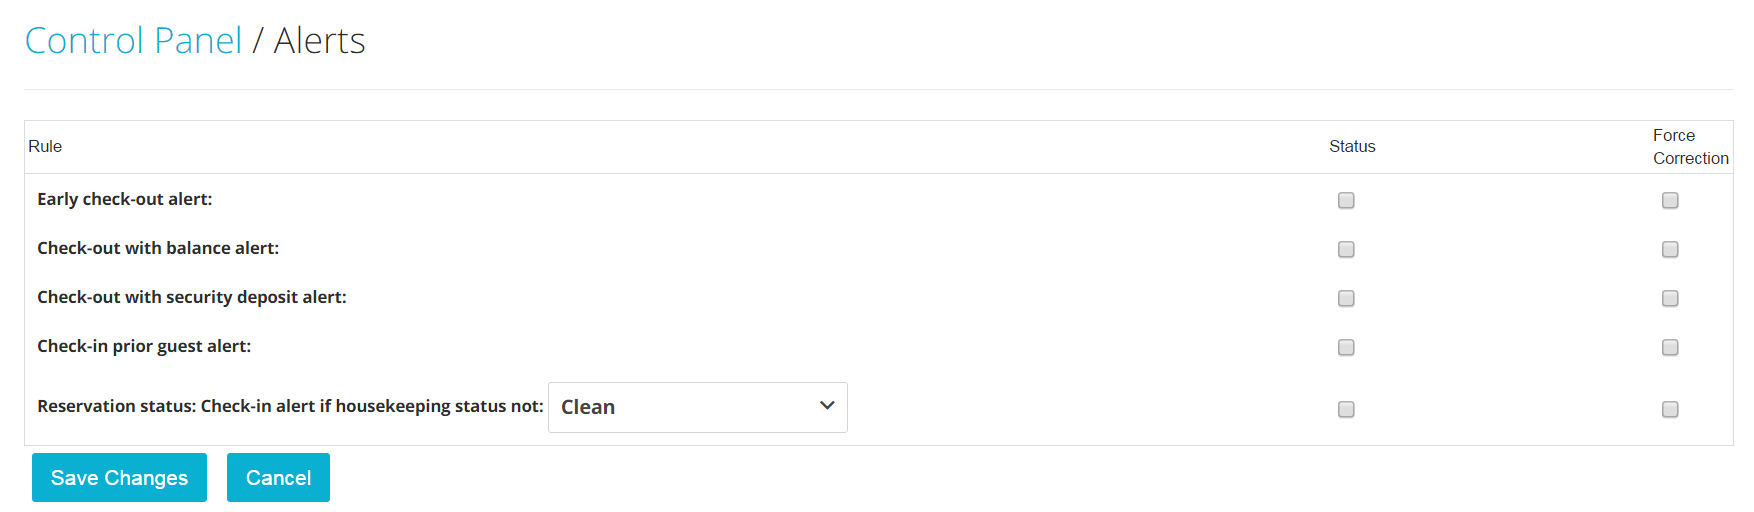 Control Panel / Alerts
Rule Status Force Correction
Early check-out alert:
Check-out with balance alert:
Check-out with security deposit alert:
Check-in prior guest alert:
Reservation status: Check-in alert if housekeeping status not: Clean
Save Changes Cancel